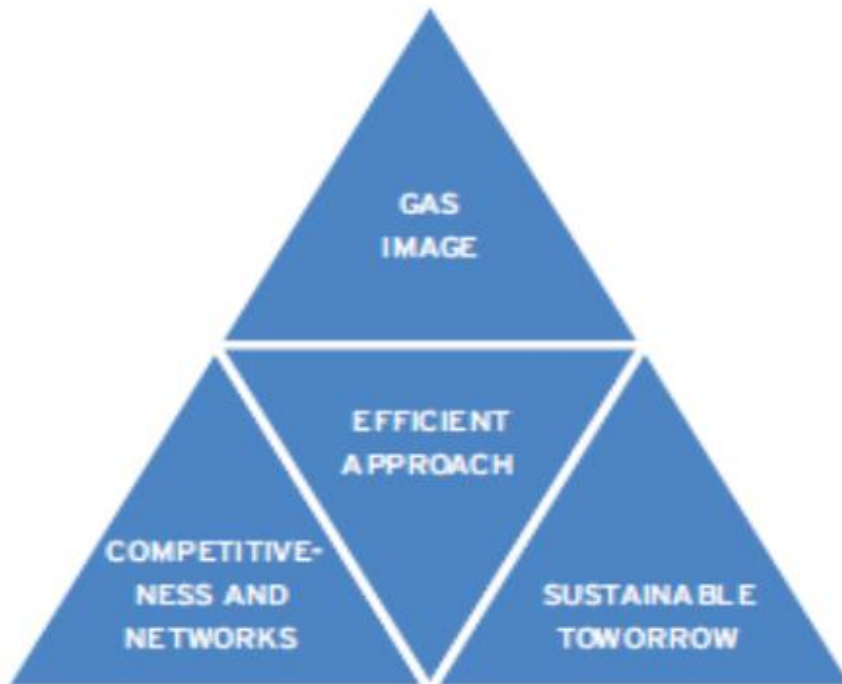 GAS
IMAGE
EFFICIENT
APPROACH
COMPETITIVE-
NESS AND
NETWORKS
SUSTAINABLE
TOWORROW